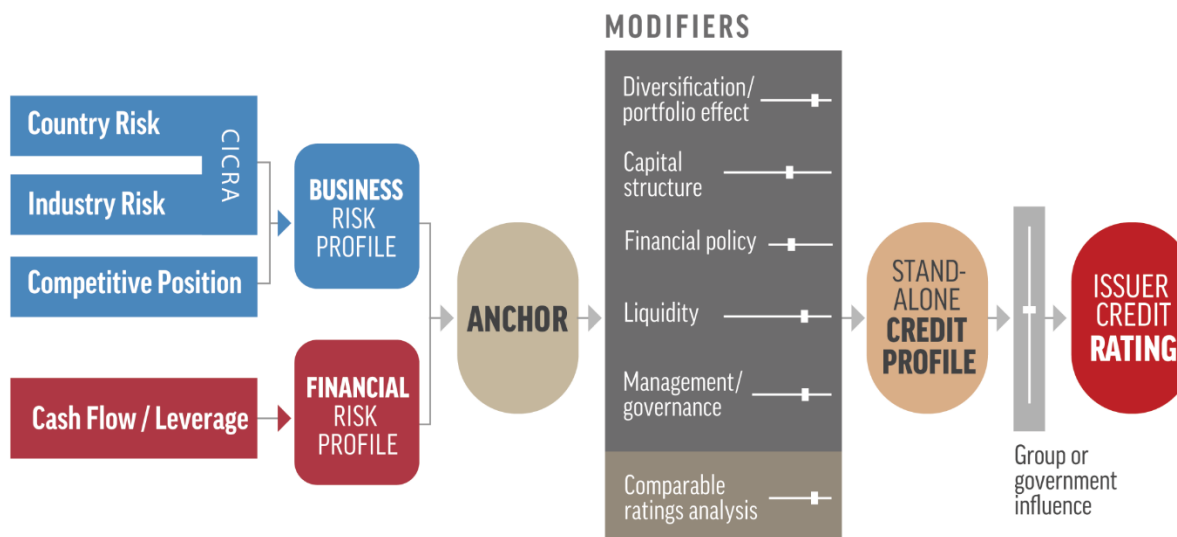 MODIFIERS
Country Risk
CICRA
Industry Risk
Competitive Position
Cash Flow / Leverage
BUSINESS
RISK
PROFILE
FINANCIAL
RISK
PROFILE
ANCHOR
Diversification/
portfolio effect
Capital
structure
Financial policy
Liquidity
Management/
governance
Comparable
ratings analysis
STAND-
ALONE
CREDIT
PROFILE
Group or
government
influence
ISSUER
CREDIT
RATING